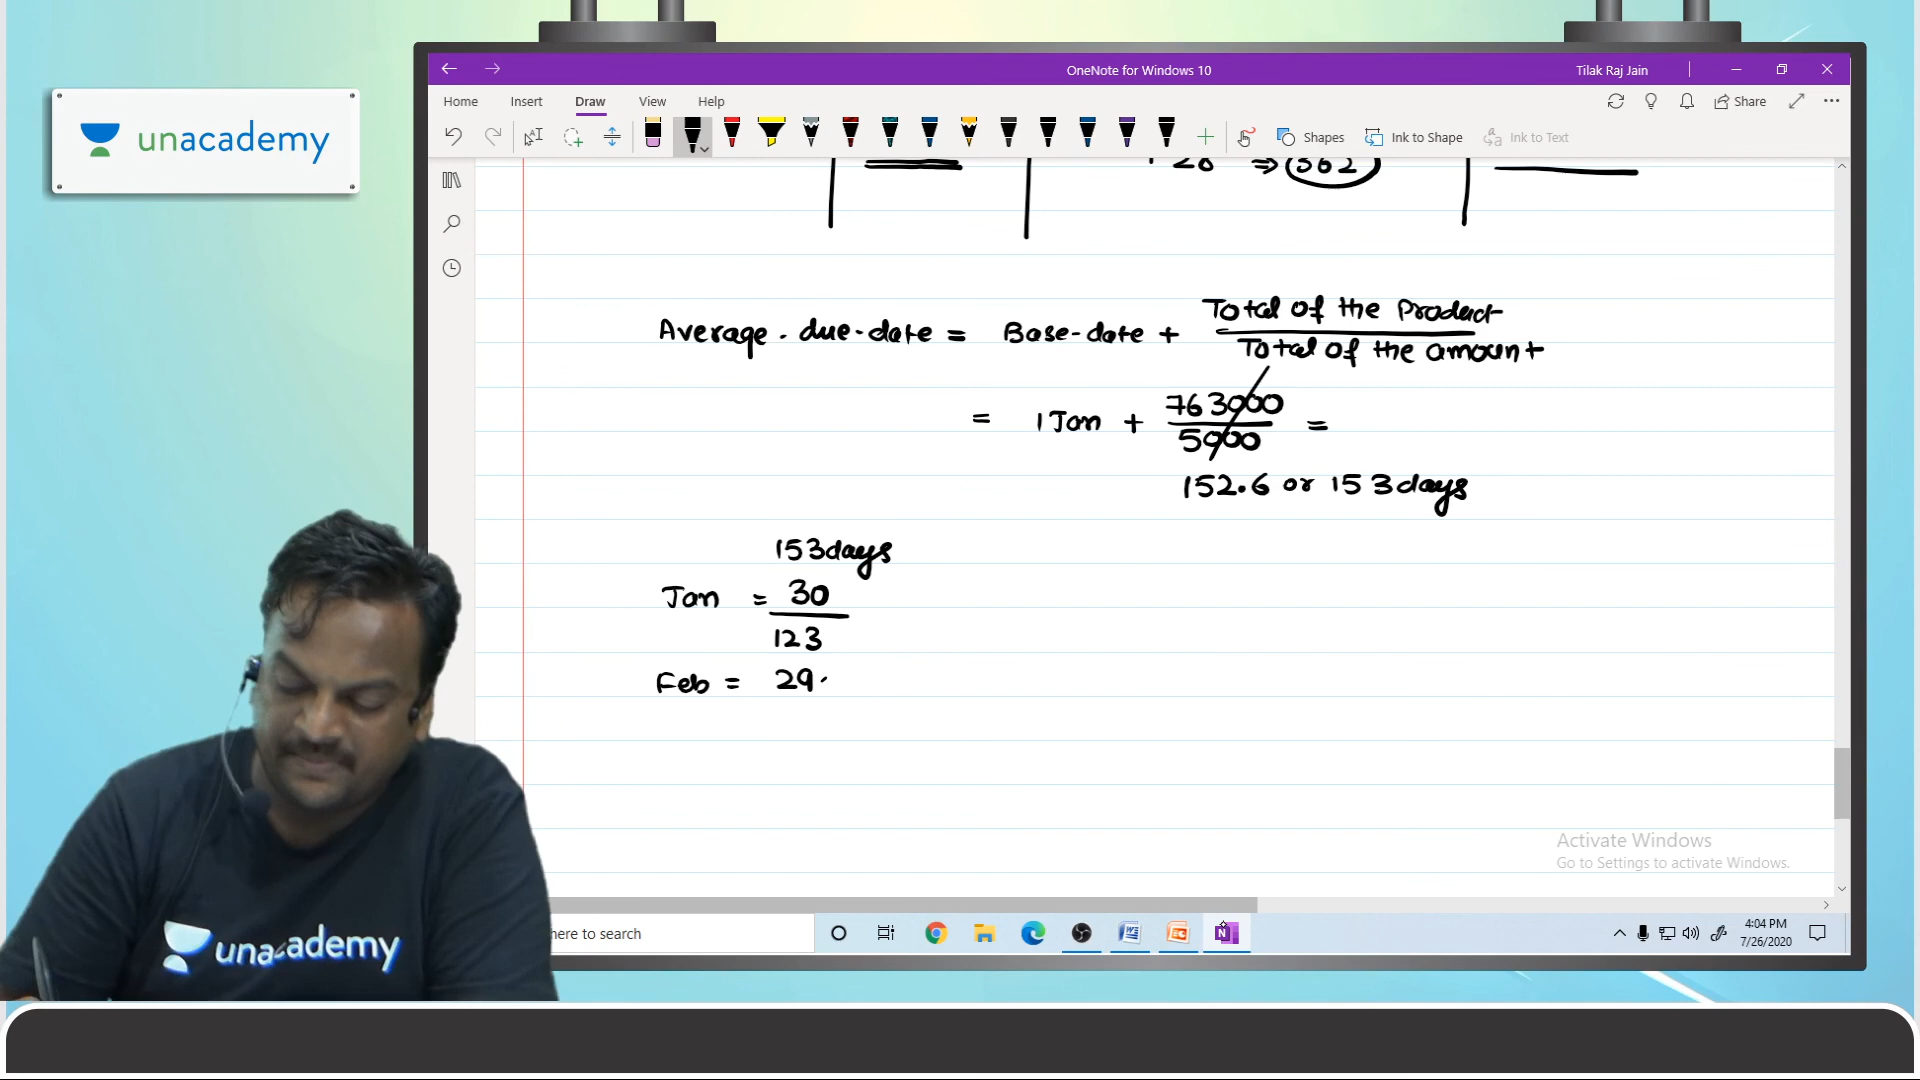 OneNote for Windows 10
Tilak Raj Jain
unacademy
Home Insert Draw View Help
Share
Shapes Ink to Shape Ink to Text
28 ⇒ 362
Average - due - date = Base - date + Total of the Product
Total of the amount
= 1 Jan + 763000 =
5000
152.6 or 153 days
153 days
Jan = 30
123
Feb = 29 .
Activate Windows
Go to Settings to activate Windows.
unacademy
here to search
4:04 PM
7/26/2020